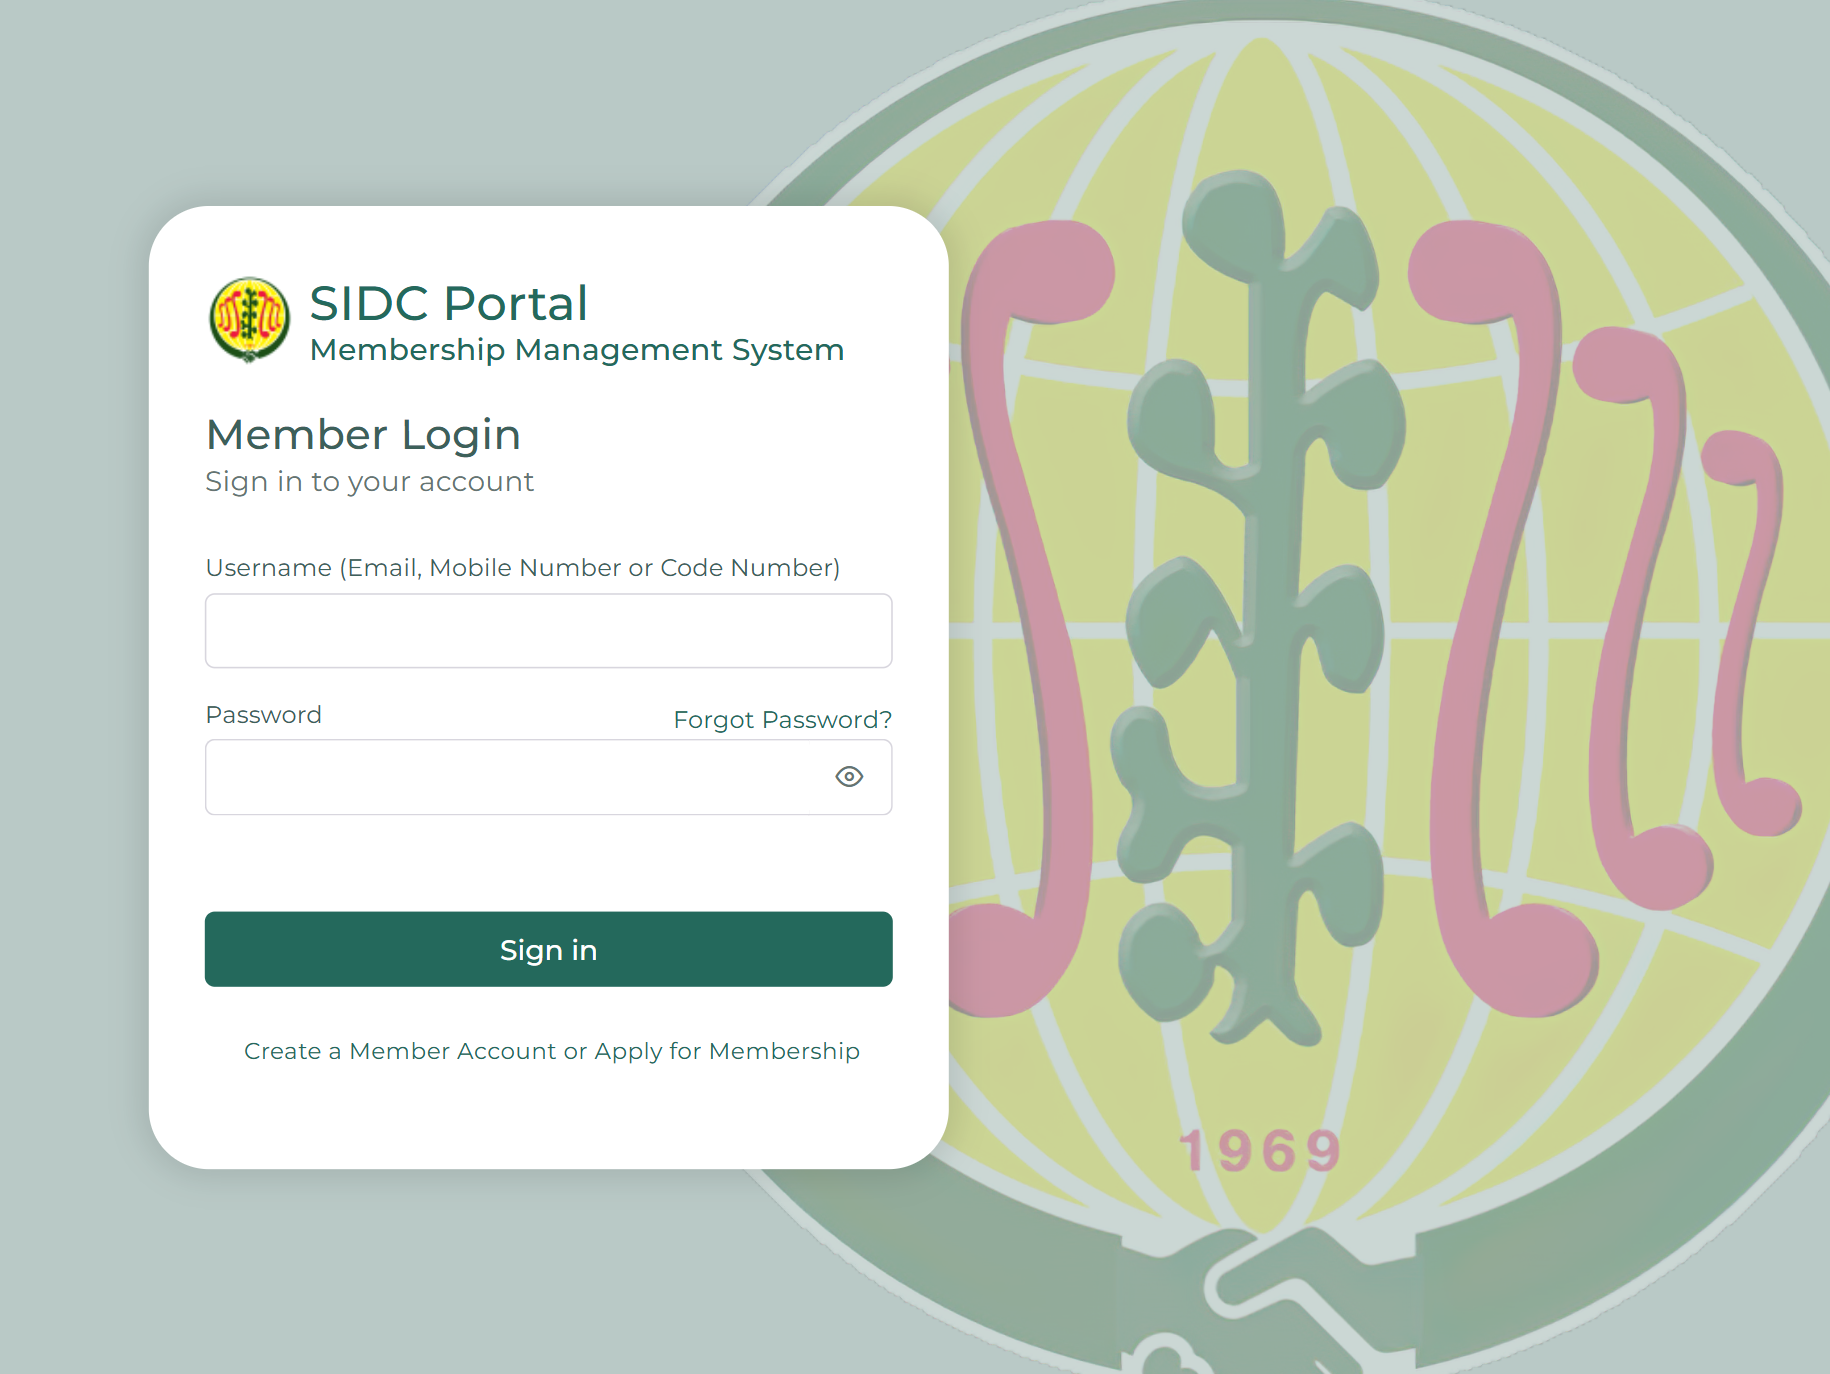 SIDC Portal
Membership Management System
Member Login
Sign in to your account
Username (Email, Mobile Number or Code Number)
Password
Forgot Password?
Sign in
Create a Member Account or Apply for Membership
1969